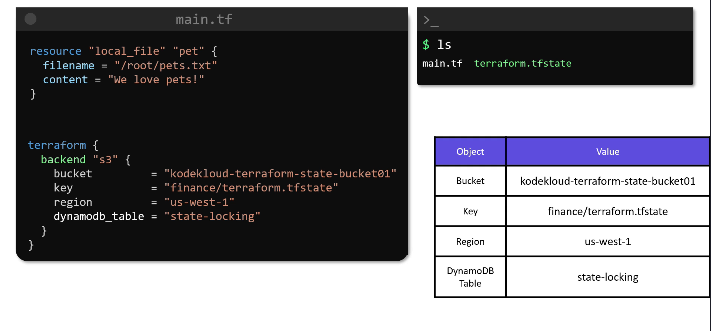 main.tf
resource "local_file" "pet" {
filename = "/root/pets.txt"
content = "We love pets!"
}
terraform {
backend "s3" {
bucket = "kodekloud-terraform-state-bucket01"
key = "finance/terraform.tfstate"
region = "us-west-1"
dynamodb_table = "state-locking"
}
}
>_
$ ls
main.tf terraform.tfstate
Object Value
Bucket kodekloud-terraform-state-bucket01
Key finance/terraform.tfstate
Region us-west-1
DynamoDB
Table
state-locking